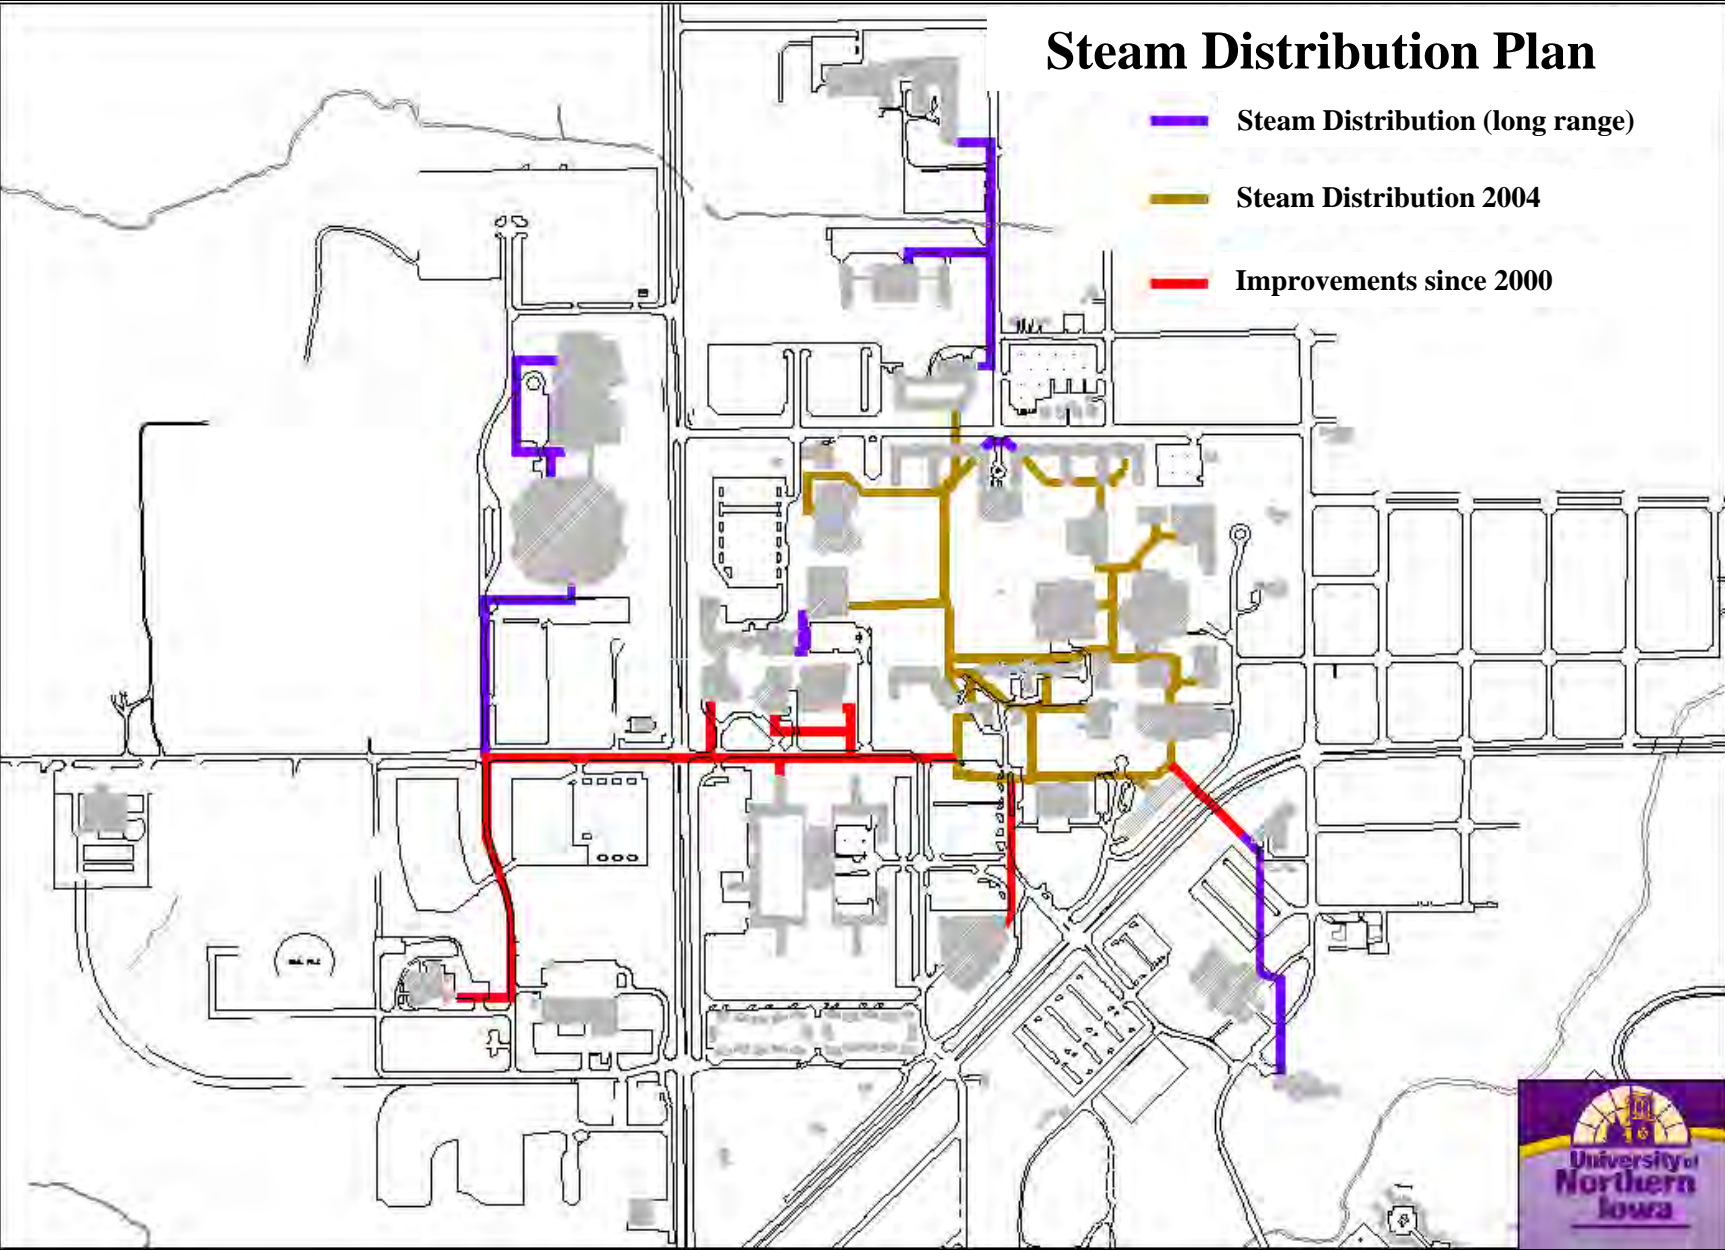 Steam Distribution Plan
Steam Distribution (long range)
Steam Distribution 2004
Improvements since 2000
University of
Northern
Iowa